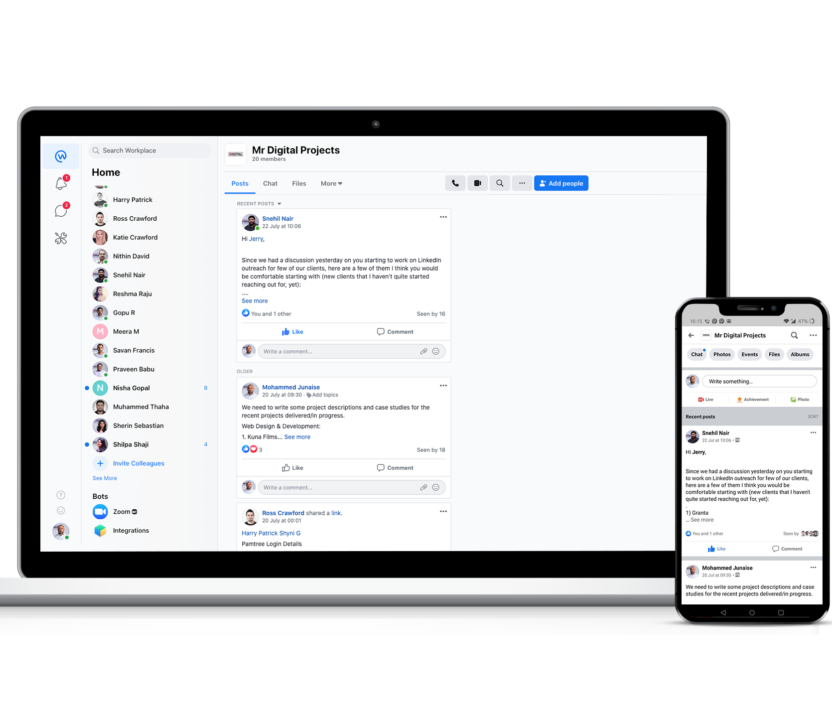 Search Workplace
Home
Harry Patrick
Ross Crawford
Katie Crawford
Nithin David
Snehil Nair
Reshma Raju
Gopu R
M
Meera M
Savan Francis
Praveen Babu
N
Nisha Gopal
8
Muhammed Thaha
Sherin Sebastian
Shilpa Shaji
4
Invite Colleagues
See More
Bots
Zoom
Integrations
Mr Digital Projects
20 members
Posts
Chat
Files
More
Add people
RECENT POSTS
Snehil Nair
22 July at 10:06
Hi Jerry,
Since we had a discussion yesterday on you starting to work on LinkedIn
outreach for few of our clients, here are a few of them I think you would
be comfortable starting with (new clients that I haven't quite started
reaching out for, yet):
...
See more
You and 1 other
Seen by 16
Like
Comment
Write a comment...
OLDER
Mohammed Junaise
20 July at 09:30 · Add topics
We need to write some project descriptions and case studies for the
recent projects delivered/in progress.
Web Design & Development:
1. Kuna Films... See more
3
Seen by 18
Like
Comment
Write a comment...
Ross Crawford shared a link.
20 July at 00:01
Harry Patrick Shyni G
Pamtree Login Details
16:15
47%
Mr Digital Projects
Chat
Photos
Events
Files
Albums
Write something...
Live
Achievement
Photo
Recent posts
SORT
Snehil Nair
22 Jul at 10:06
Hi Jerry,
Since we had a discussion yesterday on you starting
to work on LinkedIn outreach for few of our clients,
here are a few of them I think you would be
comfortable starting with (new clients that I haven't
quite started reaching out for, yet):
1) Granta
... See more
You and 1 other
Seen by
Like
Comment
Mohammed Junaise
20 Jul at 09:30
We need to write some project descriptions and case
studies for the recent projects delivered/in progress.